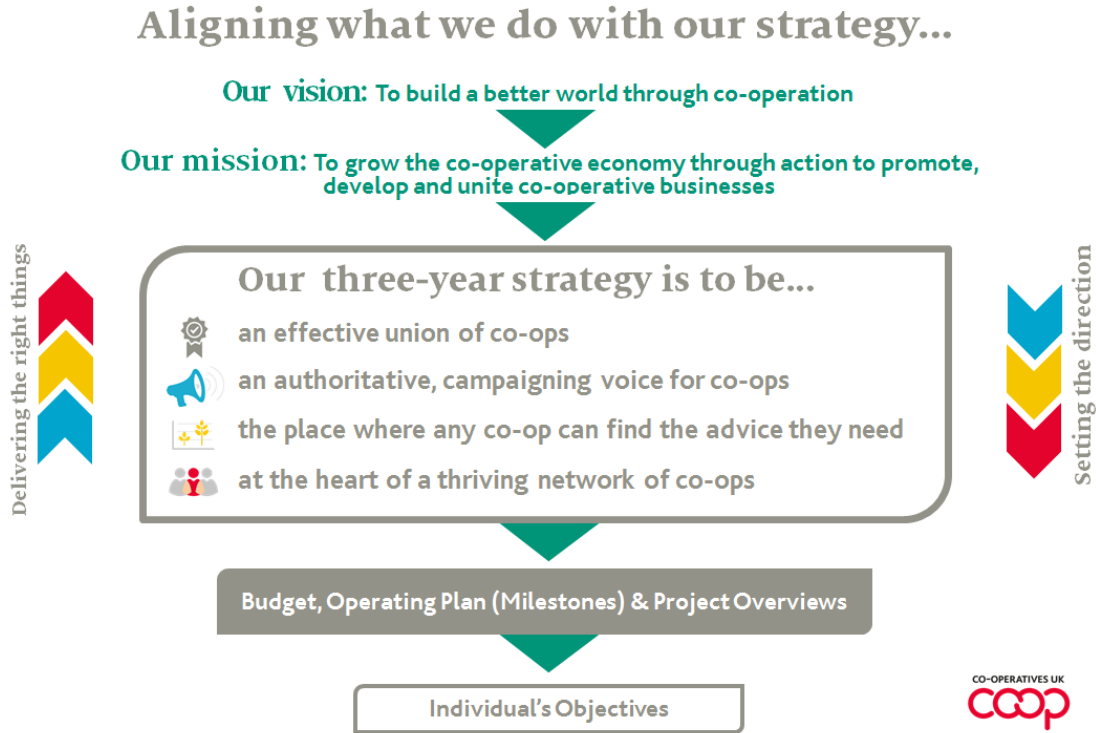 Aligning what we do with our strategy...
Our vision: To build a better world through co-operation
Our mission: To grow the co-operative economy through action to promote,
develop and unite co-operative businesses
Delivering the right things
Our three-year strategy is to be...
an effective union of co-ops
an authoritative, campaigning voice for co-ops
the place where any co-op can find the advice they need
at the heart of a thriving network of co-ops
Setting the direction
Budget, Operating Plan (Milestones) & Project Overviews
Individual's Objectives
CO-OPERATIVES UK
coop